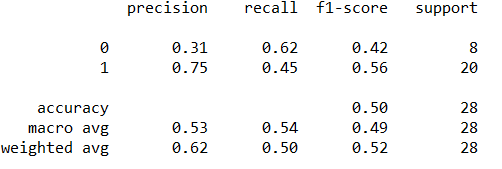 precision recall f1-score support
0 0.31 0.62 0.42 8
1 0.75 0.45 0.56 20
accuracy 0.50 28
macro avg 0.53 0.54 0.49 28
weighted avg 0.62 0.50 0.52 28